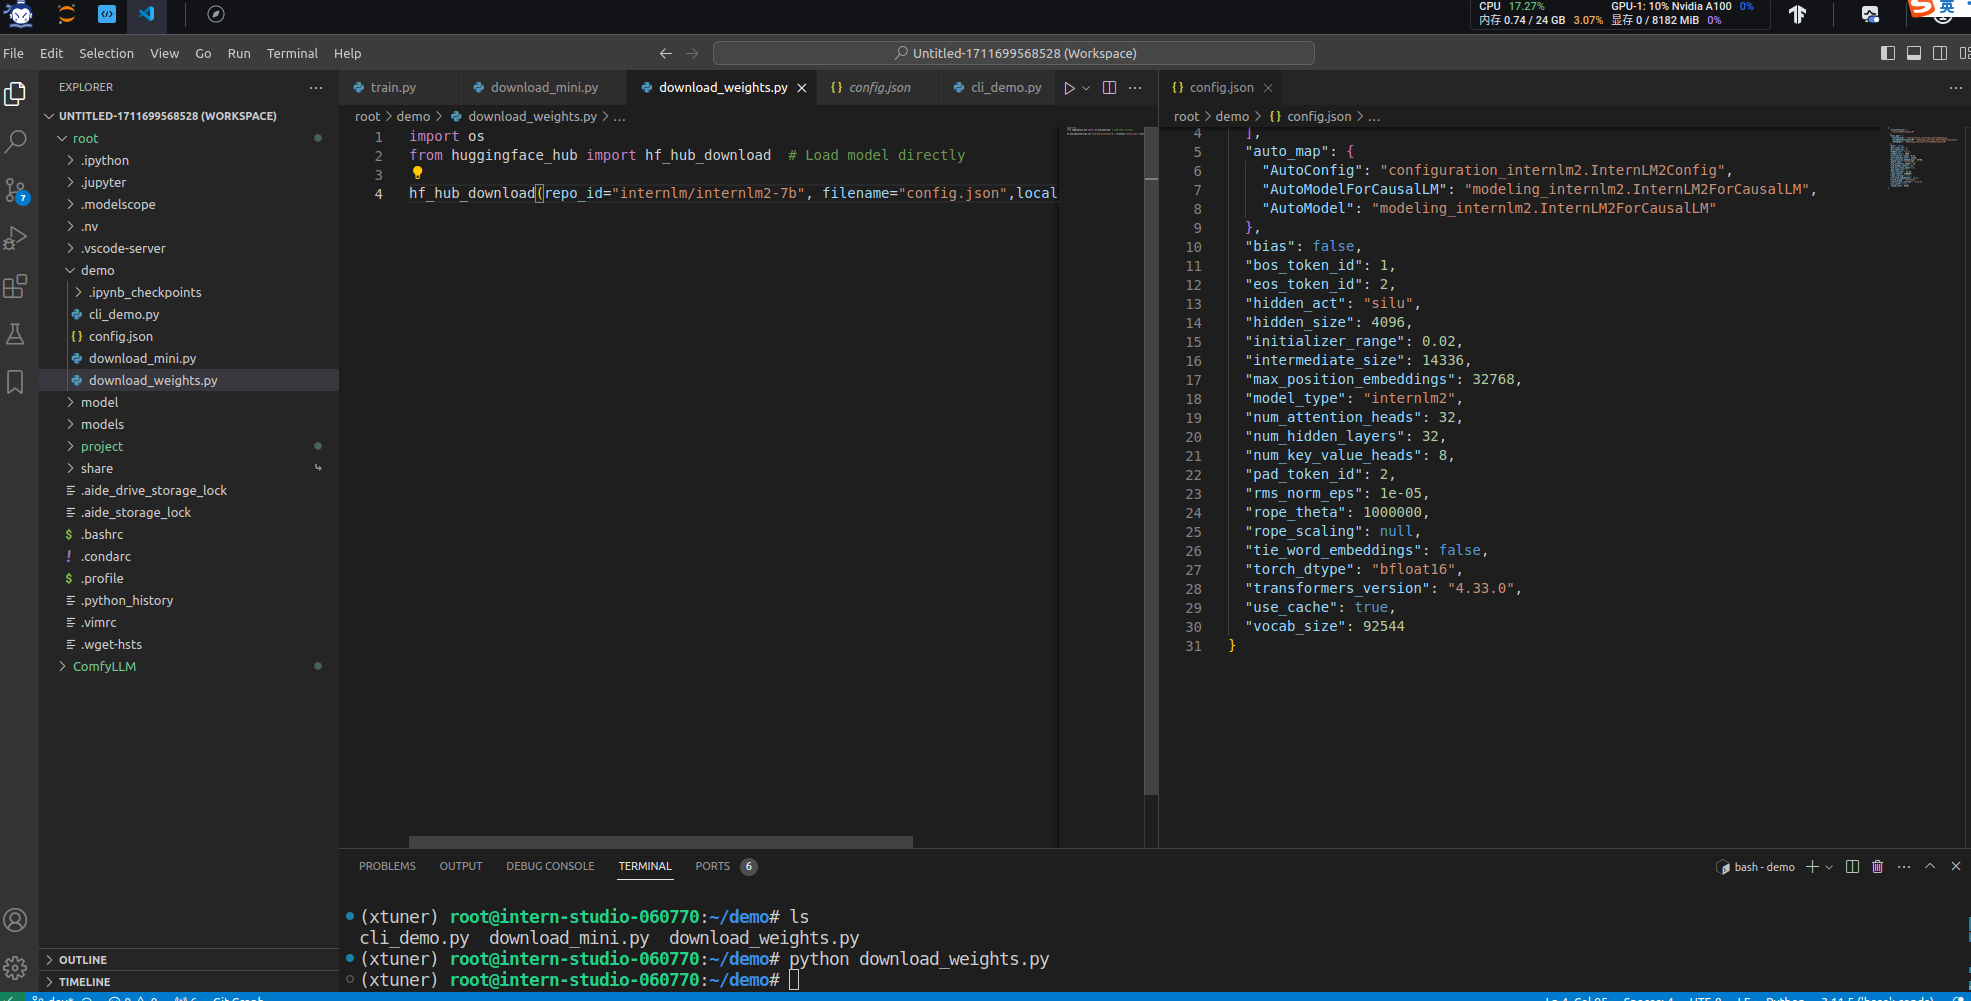 CPU 17.27% GPU-1: 10% Nvidia A100 0%
内存 0.74 / 24 GB 3.07% 显存 0 / 8182 MiB 0%
英
File Edit Selection View Go Run Terminal Help
Untitled-1711699568528 (Workspace)
EXPLORER
UNTITLED-1711699568528 (WORKSPACE)
root
.ipython
.jupyter
.modelscope
.nv
.vscode-server
demo
.ipynb_checkpoints
cli_demo.py
config.json
download_mini.py
download_weights.py
model
models
project
share
.aide_drive_storage_lock
.aide_storage_lock
.bashrc
.condarc
.profile
.python_history
.vimrc
.wget-hsts
ComfyLLM
OUTLINE
TIMELINE
7
train.py download_mini.py download_weights.py config.json cli_demo.py
root > demo > download_weights.py > ...
1 import os
2 from huggingface_hub import hf_hub_download # Load model directly
3
4 hf_hub_download(repo_id="internlm/internlm2-7b", filename="config.json",local
config.json
root > demo > {} config.json > ...
4 ],
5 "auto_map": {
6 "AutoConfig": "configuration_internlm2.InternLM2Config",
7 "AutoModelForCausalLM": "modeling_internlm2.InternLM2ForCausalLM",
8 "AutoModel": "modeling_internlm2.InternLM2ForCausalLM"
9 },
10 "bias": false,
11 "bos_token_id": 1,
12 "eos_token_id": 2,
13 "hidden_act": "silu",
14 "hidden_size": 4096,
15 "initializer_range": 0.02,
16 "intermediate_size": 14336,
17 "max_position_embeddings": 32768,
18 "model_type": "internlm2",
19 "num_attention_heads": 32,
20 "num_hidden_layers": 32,
21 "num_key_value_heads": 8,
22 "pad_token_id": 2,
23 "rms_norm_eps": 1e-05,
24 "rope_theta": 1000000,
25 "rope_scaling": null,
26 "tie_word_embeddings": false,
27 "torch_dtype": "bfloat16",
28 "transformers_version": "4.33.0",
29 "use_cache": true,
30 "vocab_size": 92544
31 }
PROBLEMS OUTPUT DEBUG CONSOLE TERMINAL PORTS 6
bash - demo
(xtuner) root@intern-studio-060770:~/demo# ls
cli_demo.py download_mini.py download_weights.py
(xtuner) root@intern-studio-060770:~/demo# python download_weights.py
(xtuner) root@intern-studio-060770:~/demo#